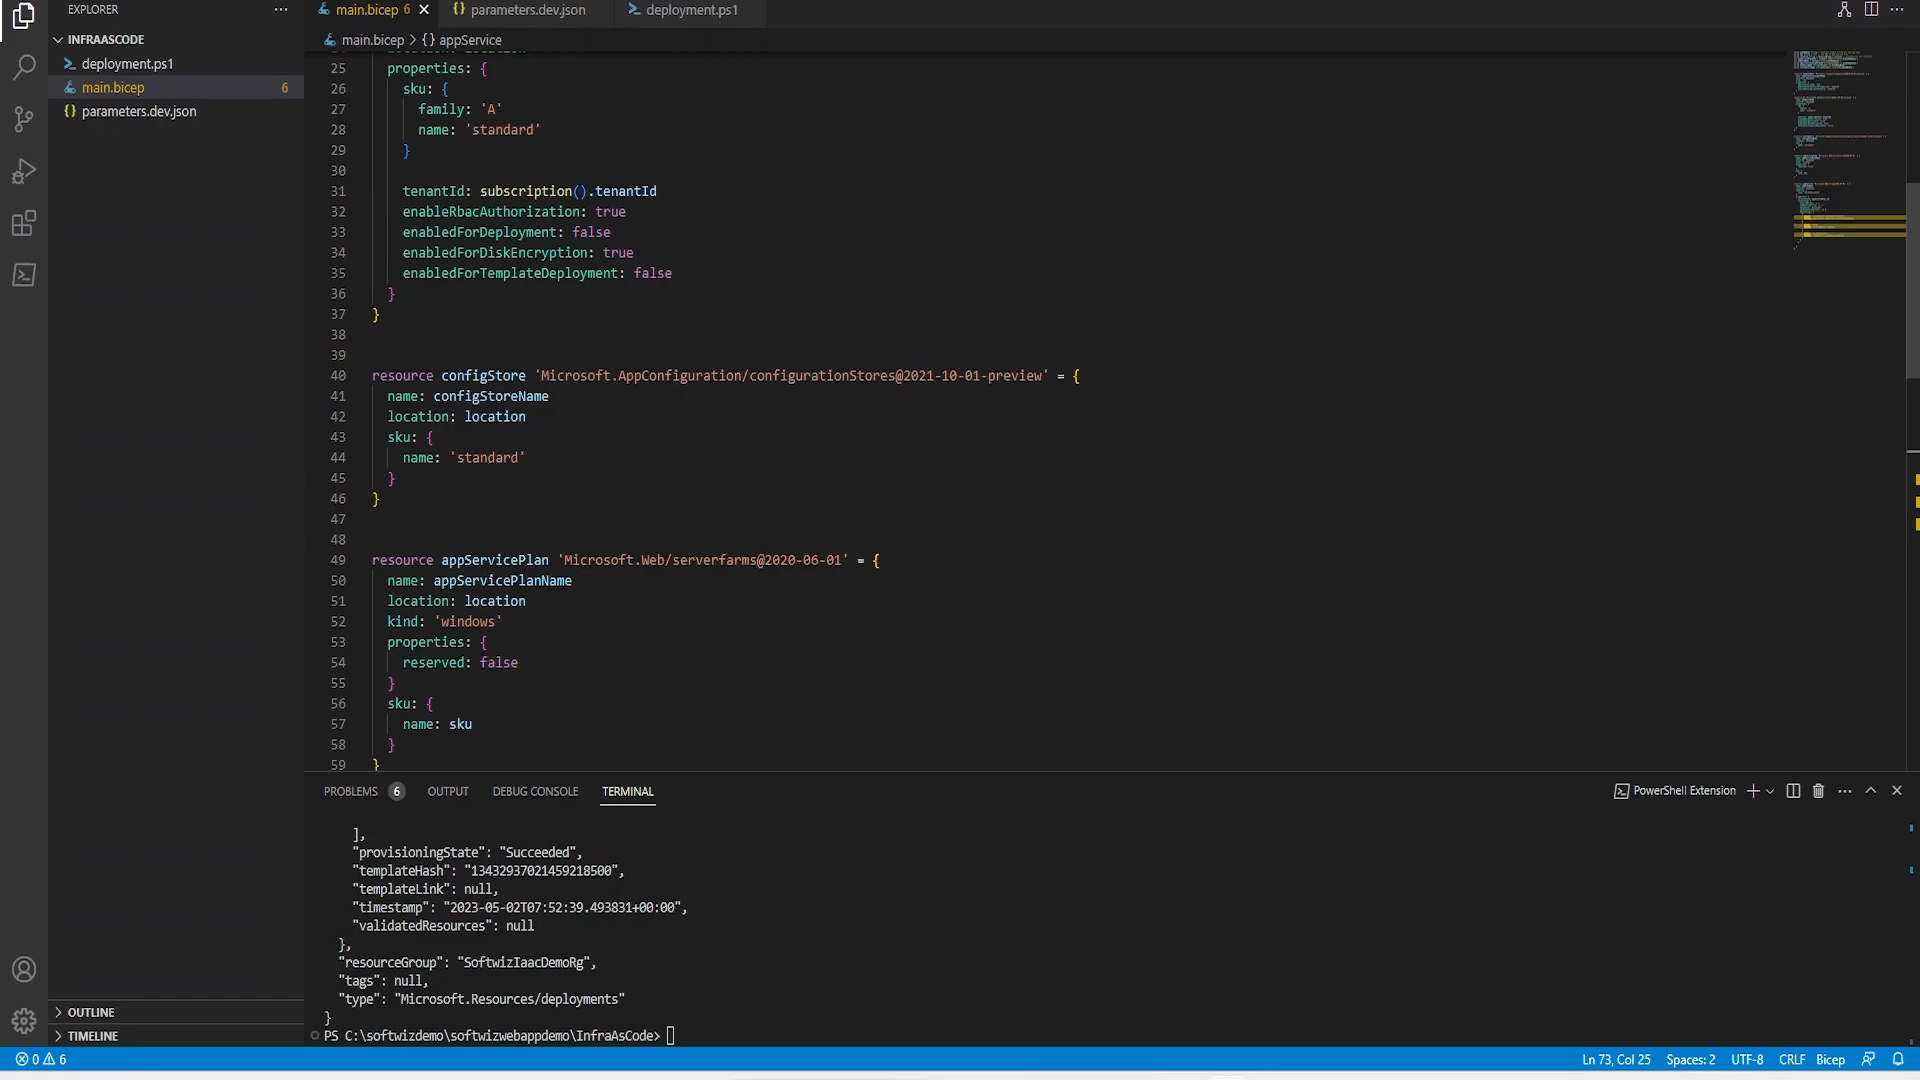 EXPLORER
INFRAASCODE
deployment.ps1
main.bicep 6
parameters.dev.json
OUTLINE
TIMELINE
main.bicep 6
parameters.dev.json
deployment.ps1
main.bicep > {} appService
25 properties: {
26 sku: {
27 family: 'A'
28 name: 'standard'
29 }
30
31 tenantId: subscription().tenantId
32 enableRbacAuthorization: true
33 enabledForDeployment: false
34 enabledForDiskEncryption: true
35 enabledForTemplateDeployment: false
36 }
37 }
38
39
40 resource configStore 'Microsoft.AppConfiguration/configurationStores@2021-10-01-preview' = {
41 name: configStoreName
42 location: location
43 sku: {
44 name: 'standard'
45 }
46 }
47
48
49 resource appServicePlan 'Microsoft.Web/serverfarms@2020-06-01' = {
50 name: appServicePlanName
51 location: location
52 kind: 'windows'
53 properties: {
54 reserved: false
55 }
56 sku: {
57 name: sku
58 }
59 }
PROBLEMS 6 OUTPUT DEBUG CONSOLE TERMINAL
PowerShell Extension
],
"provisioningState": "Succeeded",
"templateHash": "13432937021459218500",
"templateLink": null,
"timestamp": "2023-05-02T07:52:39.493831+00:00",
"validatedResources": null
},
"resourceGroup": "SoftwizIaacDemoRg",
"tags": null,
"type": "Microsoft.Resources/deployments"
}
PS C:\softwizdemo\softwizwebappdemo\InfraAsCode>
0 6
Ln 73, Col 25 Spaces: 2 UTF-8 CRLF Bicep